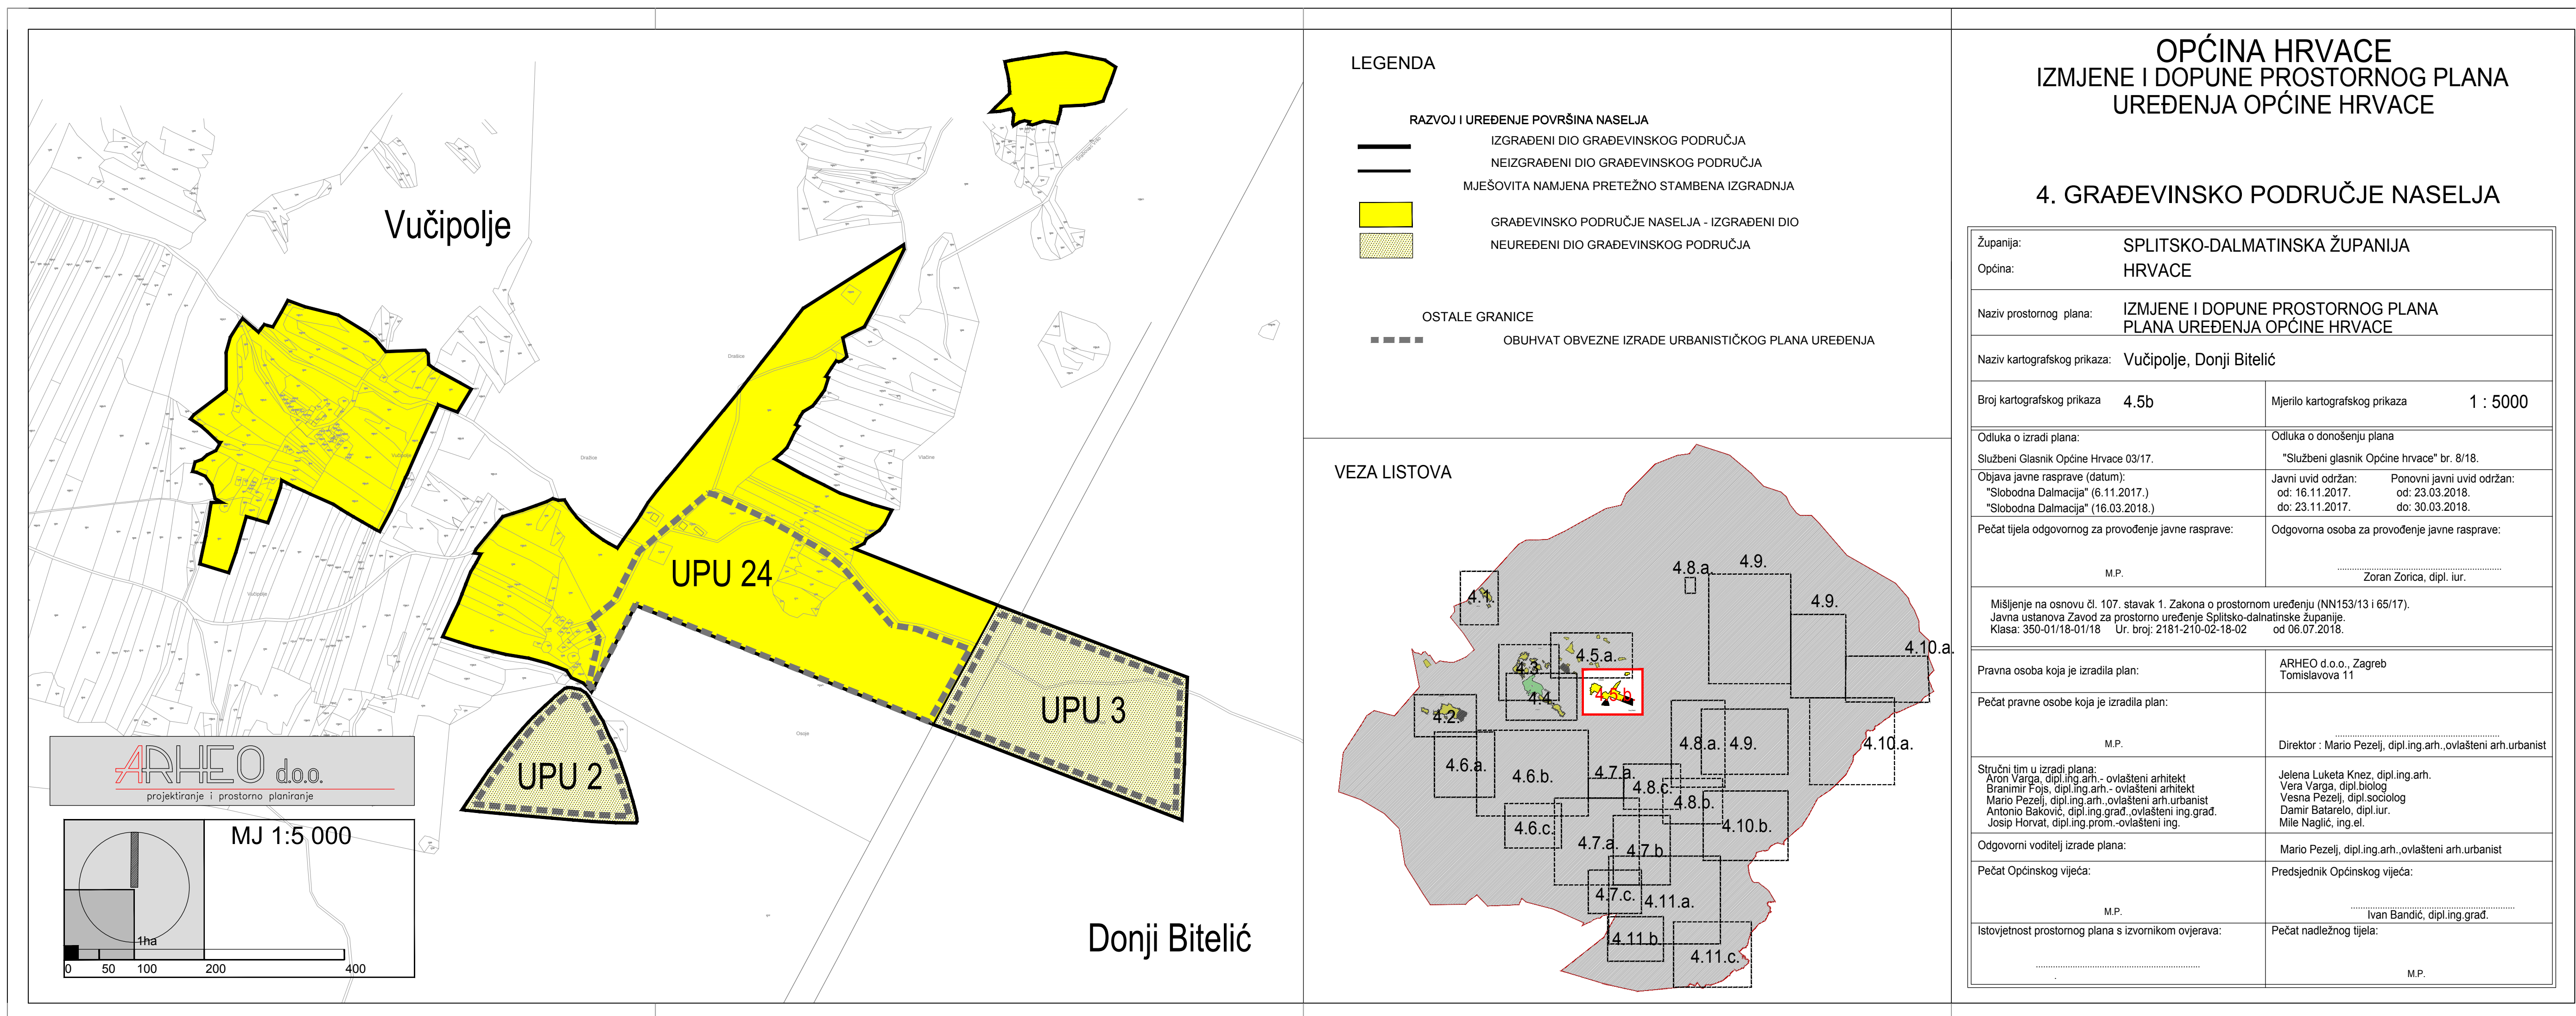 Vučipolje
Dračice
Dračice
Vlačine
Vučipolje
Vučipolje
Osoje
UPU 24
UPU 3
UPU 2
Donji Bitelić
ARHEO d.o.o.
projektiranje i prostorno planiranje
MJ 1:5 000
1ha
0 50 100 200 400
LEGENDA
RAZVOJ I UREĐENJE POVRŠINA NASELJA
IZGRAĐENI DIO GRAĐEVINSKOG PODRUČJA
NEIZGRAĐENI DIO GRAĐEVINSKOG PODRUČJA
MJEŠOVITA NAMJENA PRETEŽNO STAMBENA IZGRADNJA
GRAĐEVINSKO PODRUČJE NASELJA - IZGRAĐENI DIO
NEUREĐENI DIO GRAĐEVINSKOG PODRUČJA
OSTALE GRANICE
OBUHVAT OBVEZNE IZRADE URBANISTIČKOG PLANA UREĐENJA
VEZA LISTOVA
4.8.a.
4.9.
4.1.
4.9.
4.10.a.
4.5.a.
4.3.
4.4.
4.5.b.
4.2.
4.8.a.
4.9.
4.10.a.
4.6.a.
4.6.b.
4.7.a.
4.8.c.
4.8.b.
4.6.c.
4.10.b.
4.7.a.
4.7.b.
4.7.c.
4.11.a.
4.11.b.
4.11.c.
OPĆINA HRVACE
IZMJENE I DOPUNE PROSTORNOG PLANA
UREĐENJA OPĆINE HRVACE
4. GRAĐEVINSKO PODRUČJE NASELJA
Županija: SPLITSKO-DALMATINSKA ŽUPANIJA
Općina: HRVACE
Naziv prostornog plana: IZMJENE I DOPUNE PROSTORNOG PLANA
PLANA UREĐENJA OPĆINE HRVACE
Naziv kartografskog prikaza: Vučipolje, Donji Bitelić
Broj kartografskog prikaza 4.5b Mjerilo kartografskog prikaza 1 : 5000
Odluka o izradi plana: Odluka o donošenju plana
Službeni Glasnik Općine Hrvace 03/17. "Službeni glasnik Općine hrvace" br. 8/18.
Objava javne rasprave (datum): Javni uvid održan: Ponovni javni uvid održan:
"Slobodna Dalmacija" (6.11.2017.) od: 16.11.2017. od: 23.03.2018.
"Slobodna Dalmacija" (16.03.2018.) do: 23.11.2017. do: 30.03.2018.
Pečat tijela odgovornog za provođenje javne rasprave: Odgovorna osoba za provođenje javne rasprave:
M.P.
Zoran Zorica, dipl. iur.
Mišljenje na osnovu čl. 107. stavak 1. Zakona o prostornom uređenju (NN153/13 i 65/17).
Javna ustanova Zavod za prostorno uređenje Splitsko-dalnatinske županije.
Klasa: 350-01/18-01/18 Ur. broj: 2181-210-02-18-02 od 06.07.2018.
Pravna osoba koja je izradila plan: ARHEO d.o.o., Zagreb
Tomislavova 11
Pečat pravne osobe koja je izradila plan:
M.P.
Direktor : Mario Pezelj, dipl.ing.arh.,ovlašteni arh.urbanist
Stručni tim u izradi plana:
Aron Varga, dipl.ing.arh.- ovlašteni arhitekt
Branimir Fojs, dipl.ing.arh.- ovlašteni arhitekt
Mario Pezelj, dipl.ing.arh.,ovlašteni arh.urbanist
Antonio Baković, dipl.ing.građ.,ovlašteni ing.građ.
Josip Horvat, dipl.ing.prom.-ovlašteni ing.
Jelena Luketa Knez, dipl.ing.arh.
Vera Varga, dipl.biolog
Vesna Pezelj, dipl.sociolog
Damir Batarelo, dipl.iur.
Mile Naglić, ing.el.
Odgovorni voditelj izrade plana: Mario Pezelj, dipl.ing.arh.,ovlašteni arh.urbanist
Pečat Općinskog vijeća: Predsjednik Općinskog vijeća:
M.P.
Ivan Bandić, dipl.ing.građ.
Istovjetnost prostornog plana s izvornikom ovjerava: Pečat nadležnog tijela:
M.P.